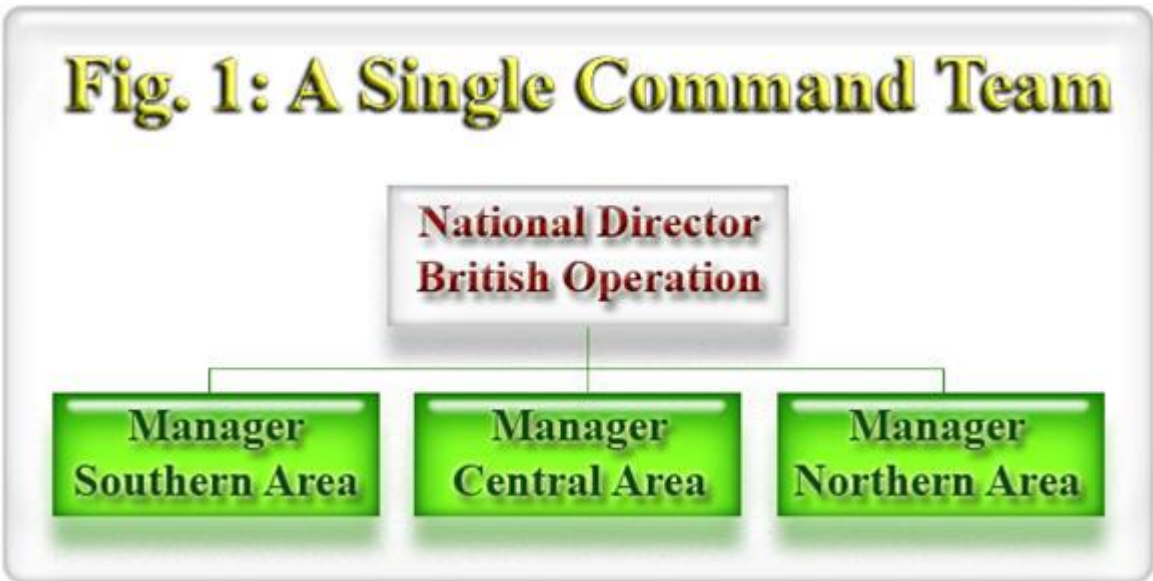 Fig. 1: A Single Command Team
National Director
British Operation
Manager
Southern Area
Manager
Central Area
Manager
Northern Area